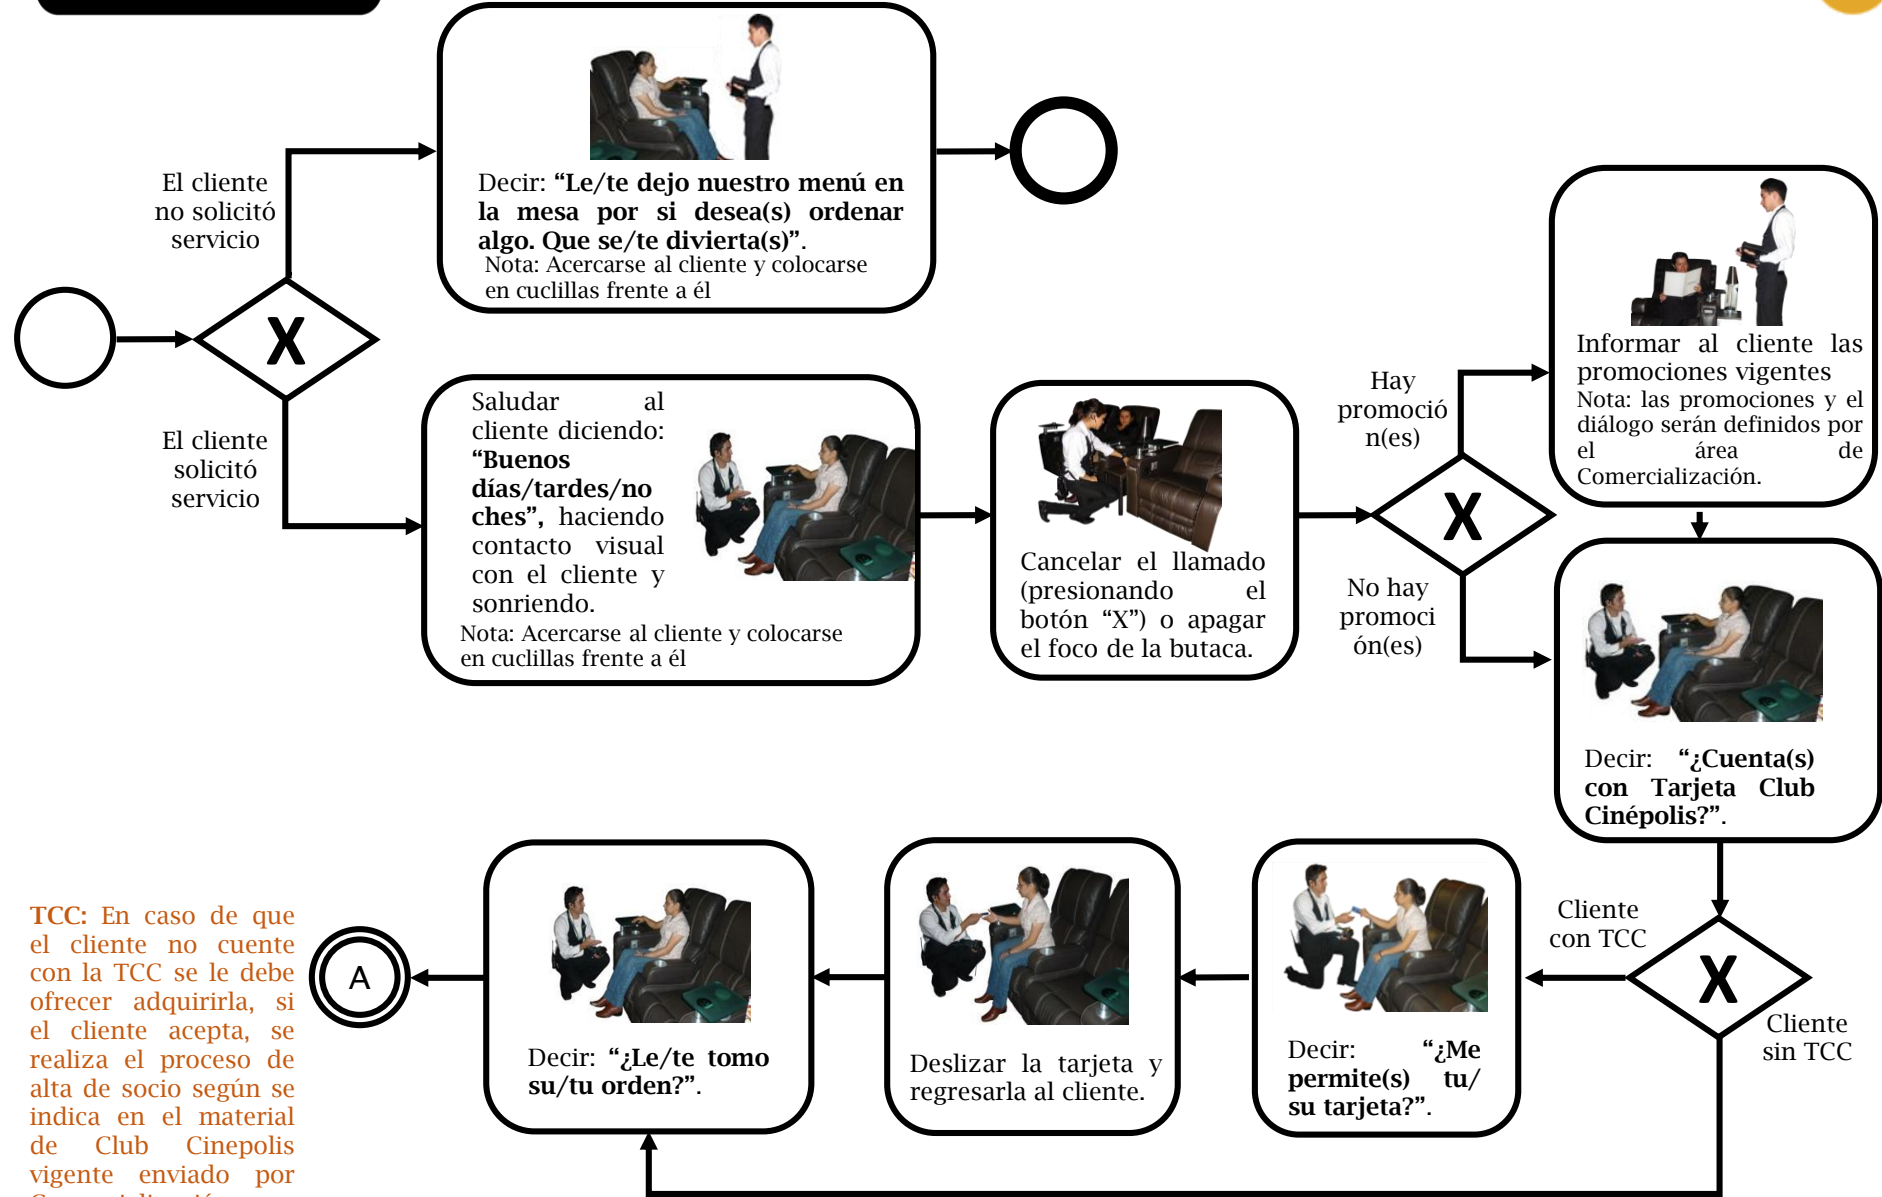 Decir: “Le/te dejo nuestro menú en
la mesa por si desea(s) ordenar
algo. Que se/te divierta(s)”.
Nota: Acercarse al cliente y colocarse
en cuclillas frente a él
El cliente
no solicitó
servicio
X
El cliente
solicitó
servicio
Saludar al
cliente diciendo:
“Buenos
días/tardes/no
ches”, haciendo
contacto visual
con el cliente y
sonriendo.
Nota: Acercarse al cliente y colocarse
en cuclillas frente a él
Cancelar el llamado
(presionando el
botón “X”) o apagar
el foco de la butaca.
Hay
promoció
n(es)
X
No hay
promoci
ón(es)
Informar al cliente las
promociones vigentes
Nota: las promociones y el
diálogo serán definidos por
el área de
Comercialización.
Decir: “¿Cuenta(s)
con Tarjeta Club
Cinépolis?”.
Cliente
con TCC
X
Cliente
sin TCC
Decir: “¿Me
permite(s) tu/
su tarjeta?”.
Deslizar la tarjeta y
regresarla al cliente.
Decir: “¿Le/te tomo
su/tu orden?”.
A
TCC: En caso de que
el cliente no cuente
con la TCC se le debe
ofrecer adquirirla, si
el cliente acepta, se
realiza el proceso de
alta de socio según se
indica en el material
de Club Cinepolis
vigente enviado por